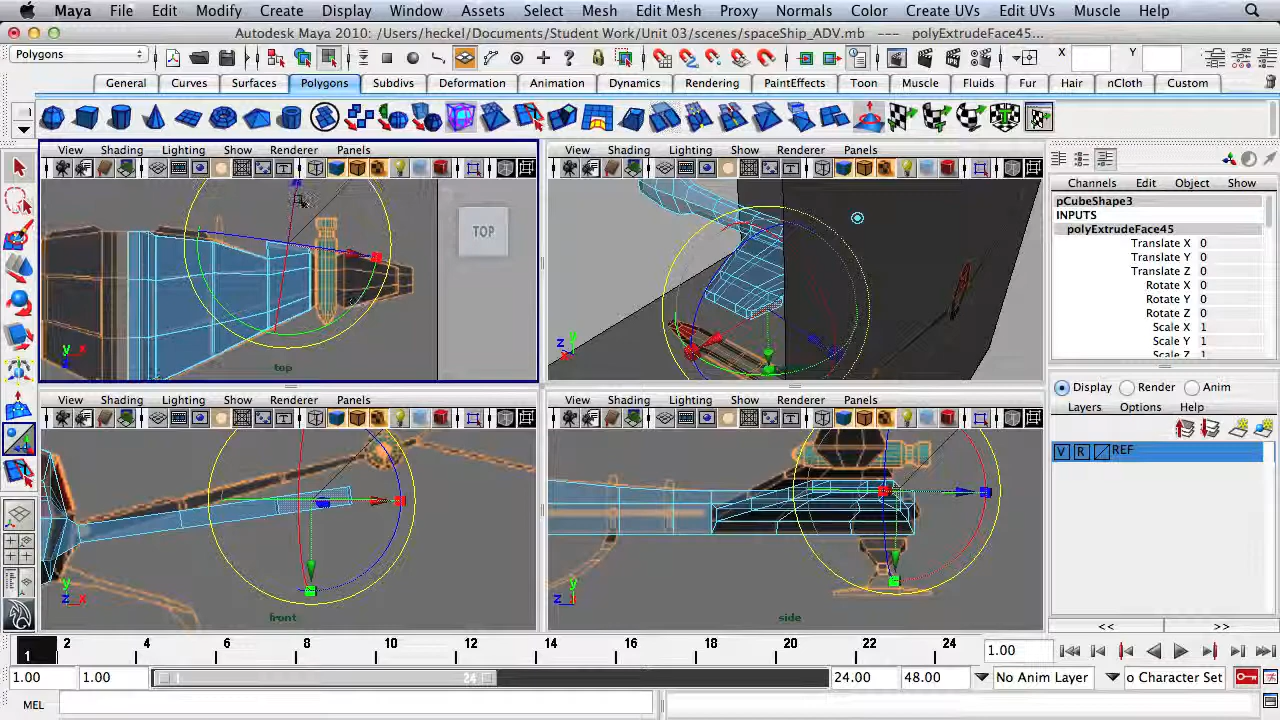 Maya File Edit Modify Create Display Window Assets Select Mesh Edit Mesh Proxy Normals Color Create UVs Edit UVs Muscle Help
Autodesk Maya 2010: /Users/heckel/Documents/Student Work/Unit 03/scenes/spaceShip_ADV.mb --- polyExtrudeFace45...
Polygons X Y
General Curves Surfaces Polygons Subdivs Deformation Animation Dynamics Rendering PaintEffects Toon Muscle Fluids Fur Hair nCloth Custom
View Shading Lighting Show Renderer Panels View Shading Lighting Show Renderer Panels
Channels Edit Object Show
pCubeShape3
INPUTS
polyExtrudeFace45
Translate X 0
Translate Y 0
Translate Z 0
Rotate X 0
Rotate Y 0
Rotate Z 0
Scale X 1
Scale Y 1
Scale Z 1
TOP
y
x
z
x
top
Display Render Anim
Layers Options Help
V R REF
View Shading Lighting Show Renderer Panels View Shading Lighting Show Renderer Panels
y
z x
front
y
z
side
<< >>
1 2 4 6 8 10 12 14 16 18 20 22 24 1.00
1.00 1.00 24 24.00 48.00 No Anim Layer o Character Set
MEL